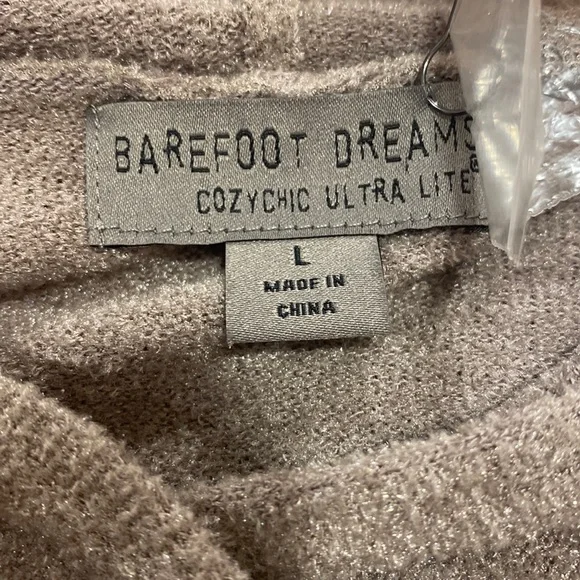 BAREFOOT DREAMS
COZYCHIC ULTRA LITE
L
MADE IN
CHINA